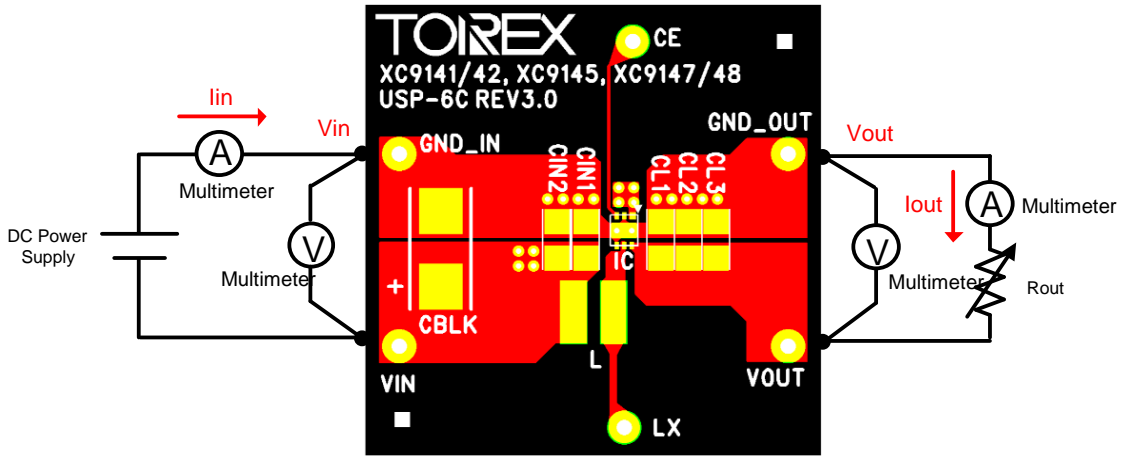 TOIREX
CE
XC9141/42, XC9145, XC9147/48
USP-6C REV3.0
Iin
Vin
GND_IN
GND_OUT
Vout
A
Multimeter
CIN2
CIN1
CL1
CL2
CL3
Iout
A
Multimeter
DC Power
Supply
V
Multimeter
IC
V
Multimeter
Rout
+
CBLK
L
VIN
VOUT
LX